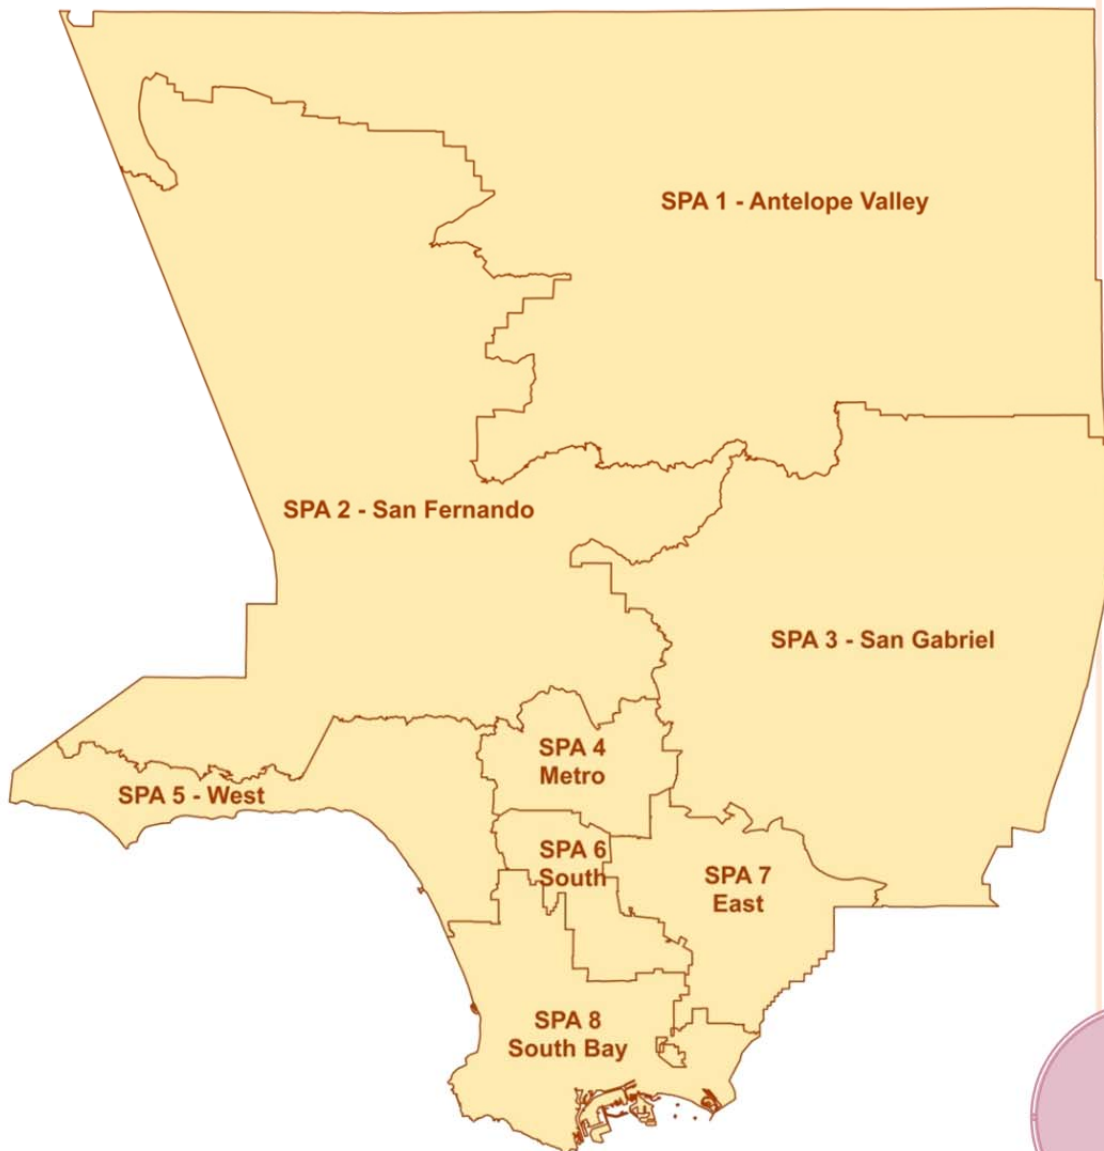 SPA 1 - Antelope Valley
SPA 2 - San Fernando
SPA 3 - San Gabriel
SPA 4
Metro
SPA 5 - West
SPA 6
South
SPA 7
East
SPA 8
South Bay